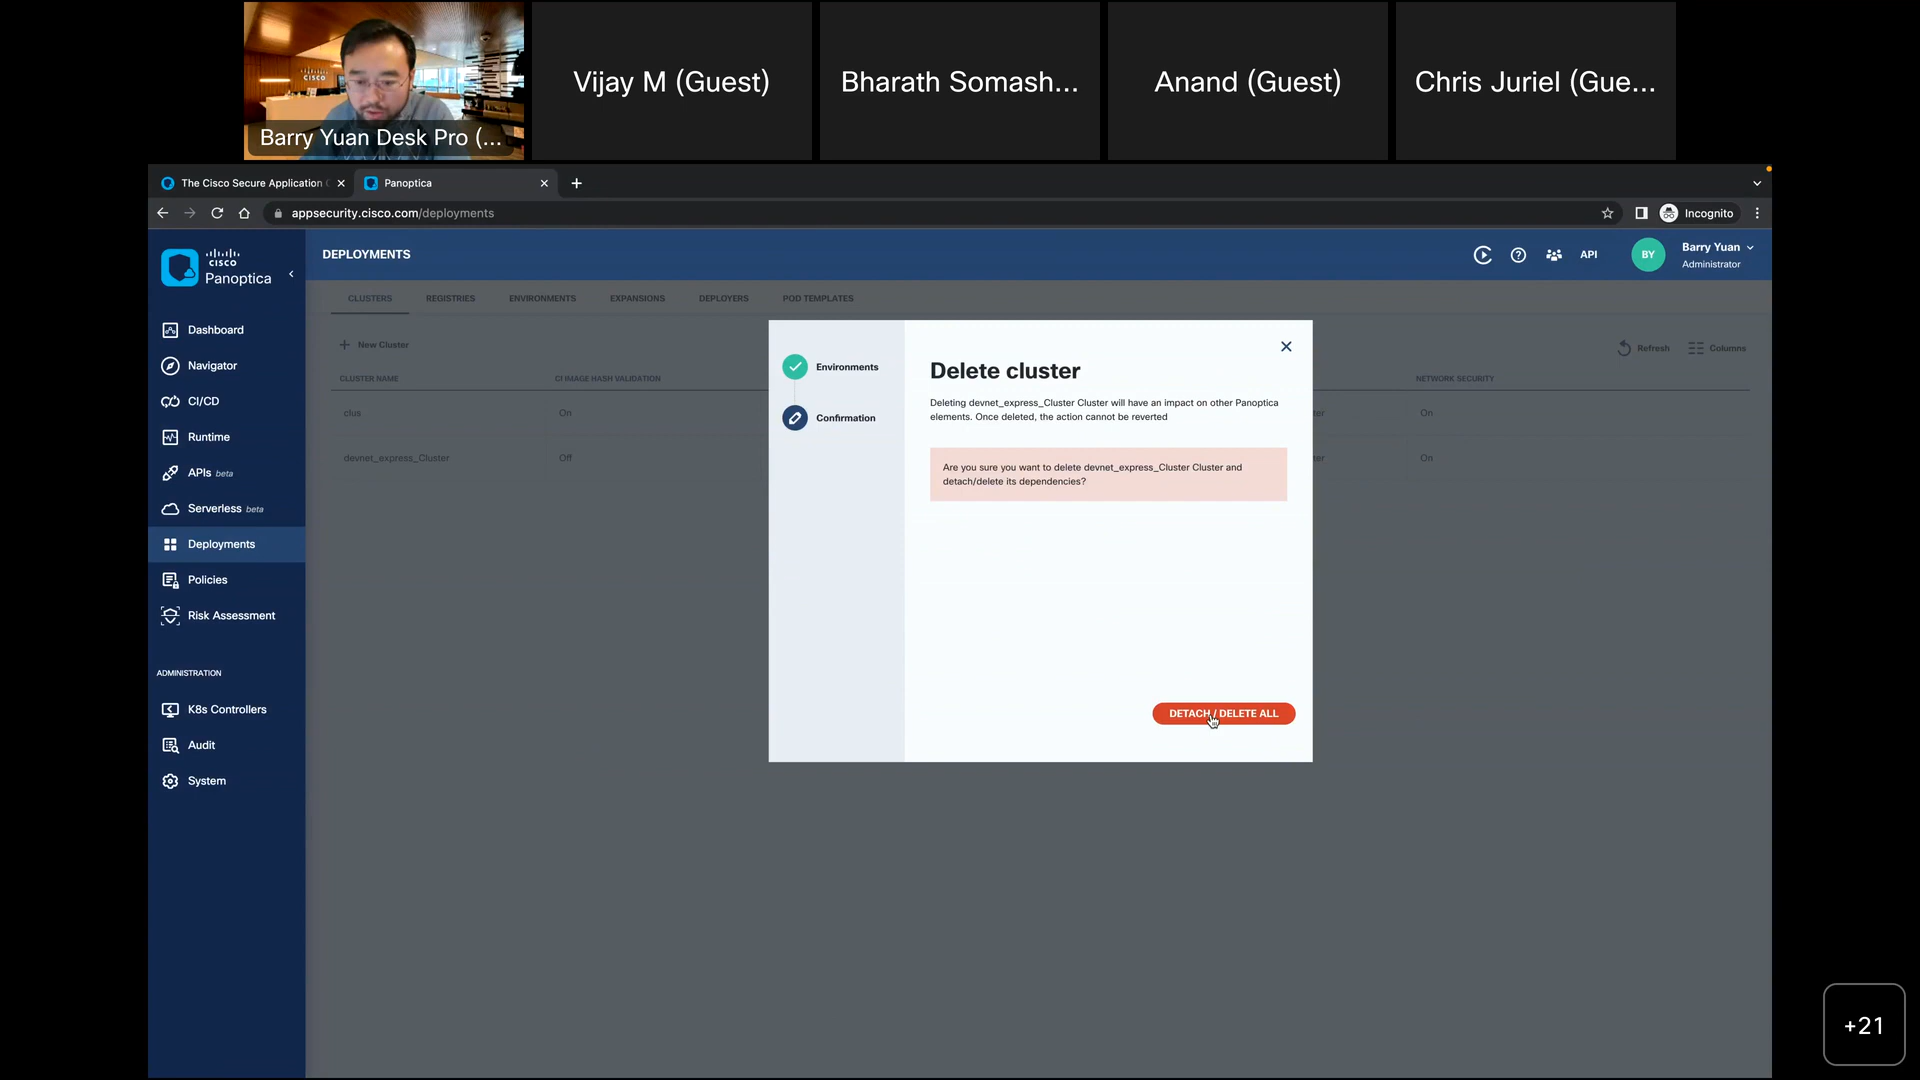 Barry Yuan Desk Pro (...
Vijay M (Guest)
Bharath Somash...
Anand (Guest)
Chris Juriel (Gue...
The Cisco Secure Application
Panoptica
appsecurity.cisco.com/deployments
Incognito
cisco
Panoptica
DEPLOYMENTS
API
BY
Barry Yuan
Administrator
CLUSTERS
REGISTRIES
ENVIRONMENTS
EXPANSIONS
DEPLOYERS
POD TEMPLATES
Dashboard
Navigator
CI/CD
Runtime
APIs beta
Serverless beta
Deployments
Policies
Risk Assessment
ADMINISTRATION
K8s Controllers
Audit
System
New Cluster
Refresh
Columns
CLUSTER NAME
CI IMAGE HASH VALIDATION
NETWORK SECURITY
clus
On
On
devnet_express_Cluster
Off
On
Environments
Confirmation
Delete cluster
Deleting devnet_express_Cluster Cluster will have an impact on other Panoptica
elements. Once deleted, the action cannot be reverted
Are you sure you want to delete devnet_express_Cluster Cluster and
detach/delete its dependencies?
DETACH / DELETE ALL
+21